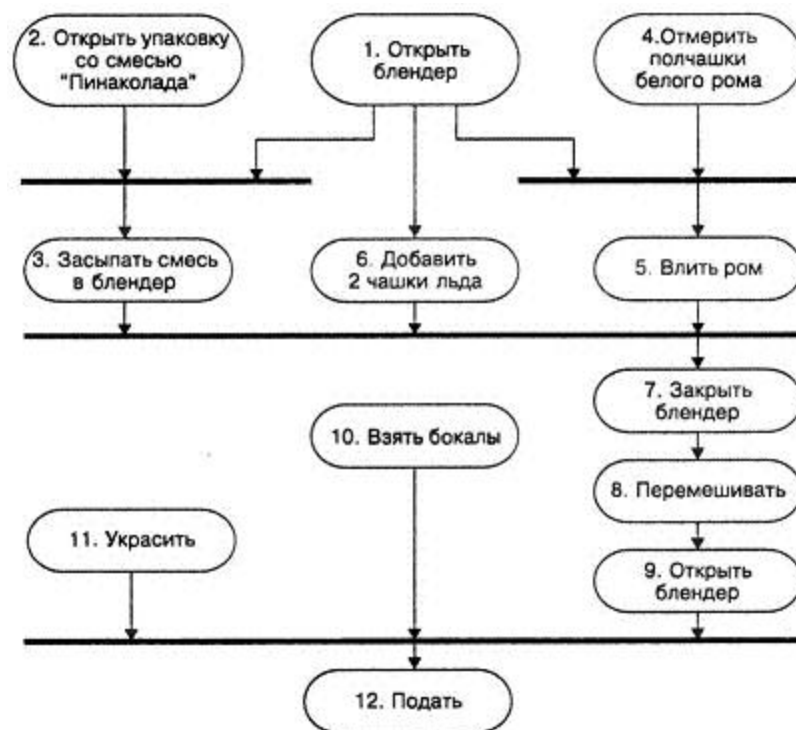 2. Открыть упаковку
со смесью
"Пинаколада"
1. Открыть
блендер
4.Отмерить
полчашки
белого рома
3. Засыпать смесь
в блендер
6. Добавить
2 чашки льда
5. Влить ром
7. Закрыть
блендер
10. Взять бокалы
8. Перемешивать
11. Украсить
9. Открыть
блендер
12. Подать